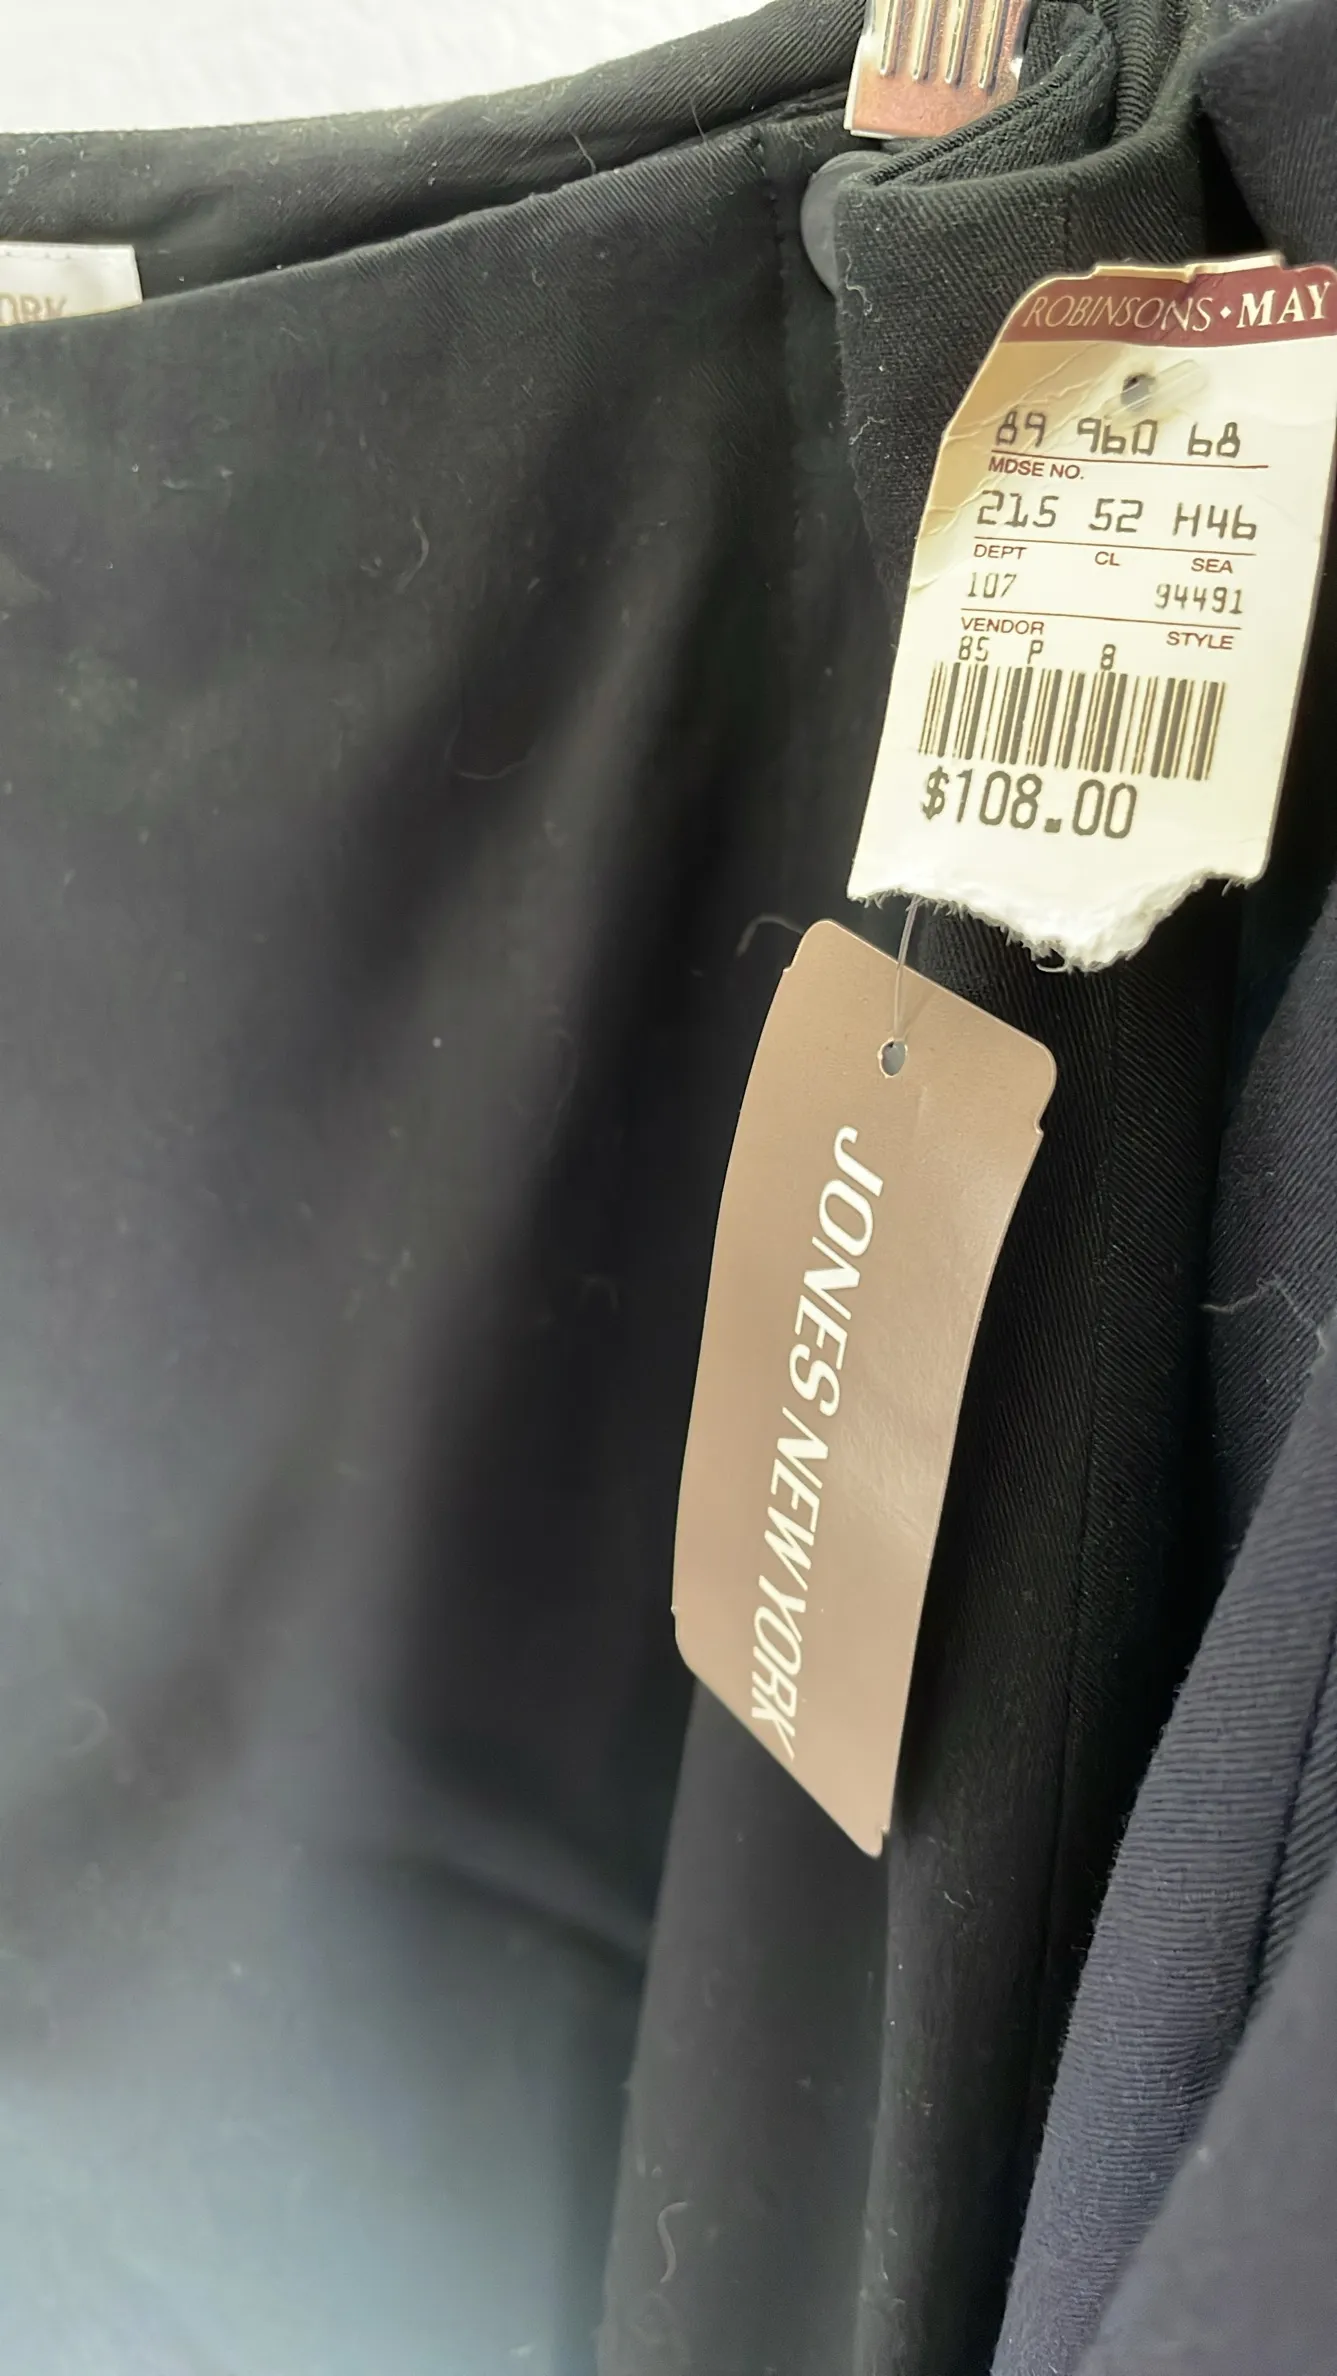 ORK
ROBINSONS·MAY
89 960 68
MDSE NO.
215 52 H46
DEPT CL SEA
107 94491
VENDOR STYLE
85 P 8
$108.00
JONES NEW YORK